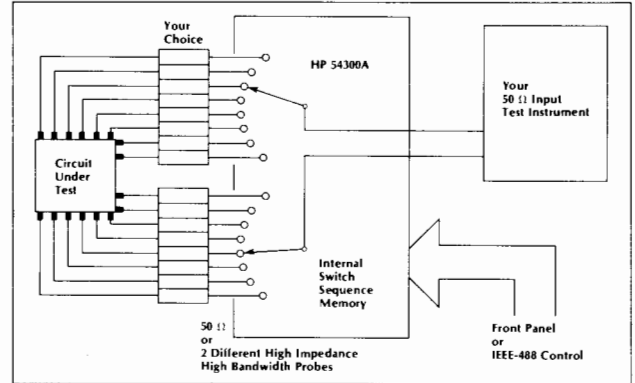 Your
Choice
HP 54300A
Your
50 Ω Input
Test Instrument
Circuit
Under
Test
Internal
Switch
Sequence
Memory
50 Ω
or
2 Different High Impedance
High Bandwidth Probes
Front Panel
or
IEEE-488 Control